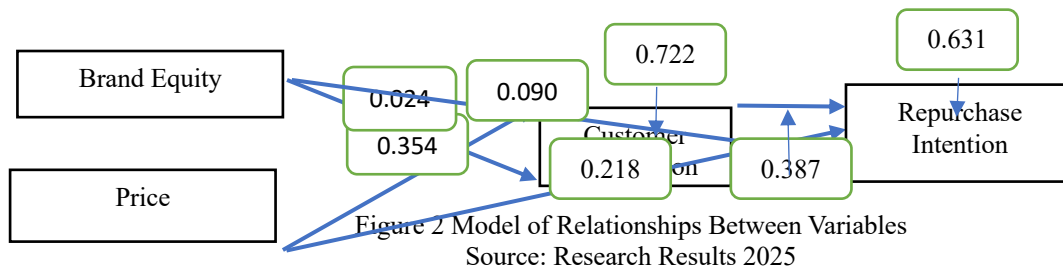 Brand Equity
Price
0.024
0.354
0.090
0.722
0.631
Customer
on
0.218
0.387
Repurchase
Intention
Figure 2 Model of Relationships Between Variables
Source: Research Results 2025